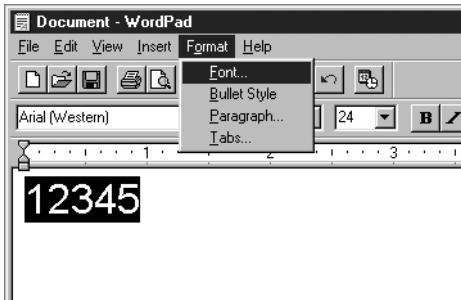 Document - WordPad
File Edit View Insert Format Help
Font...
Bullet Style
Paragraph...
Tabs...
Arial (Western) 24 B I
1 2 3
12345